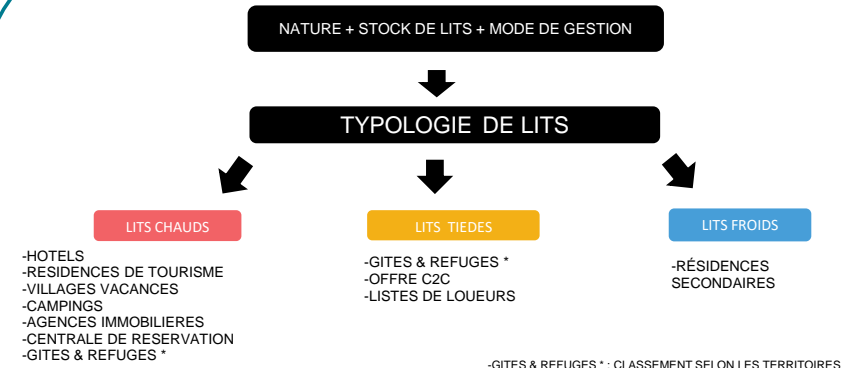 NATURE + STOCK DE LITS + MODE DE GESTION
TYPOLOGIE DE LITS
LITS CHAUDS
-HOTELS
-RESIDENCES DE TOURISME
-VILLAGES VACANCES
-CAMPINGS
-AGENCES IMMOBILIERES
-CENTRALE DE RESERVATION
-GITES & REFUGES *
LITS TIEDES
-GITES & REFUGES *
-OFFRE C2C
-LISTES DE LOUEURS
LITS FROIDS
-RÉSIDENCES
SECONDAIRES
-GITES & REFUGES * : CLASSEMENT SELON LES TERRITOIRES